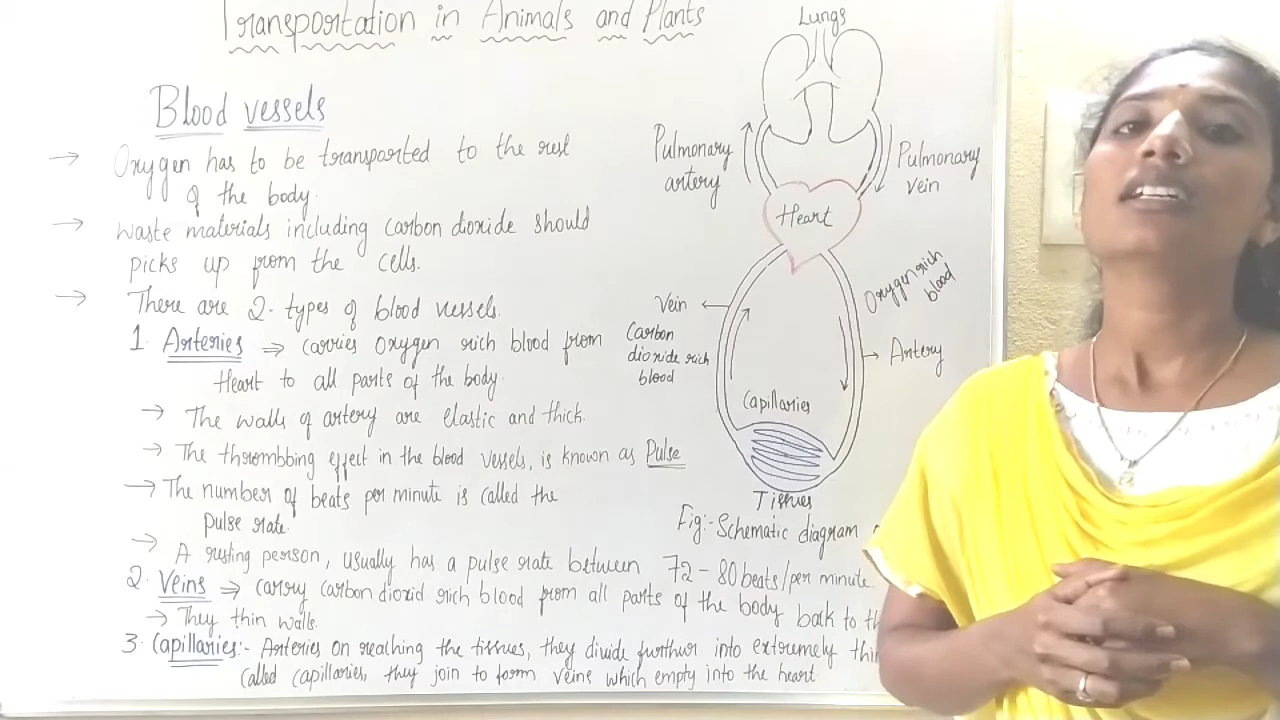 Transportation in Animals and Plants
Blood vessels
→ Oxygen has to be transported to the rest
of the body.
→ Waste materials including carbon dioxide should
picks up from the cells.
→ There are 2. types of blood vessels.
1. Arteries ⇒ carries oxygen rich blood from
Heart to all parts of the body.
→ The walls of artery are elastic and thick.
→ The thrombbing effect in the blood vessels, is known as Pulse
→ The number of beats per minute is called the
pulse rate.
→ A resting person, usually has a pulse rate between 72 - 80 beats/per minute.
2. Veins ⇒ carry carbon dioxid rich blood from all parts of the body back to th
→ They thin walls.
3. Capillaries:- Arteries on reaching the tissues, they divide further into extremely thin
called capillaries, they join to form veins which empty into the heart
Lungs
Pulmonary
artery
Pulmonary
vein
Heart
Vein
Carbon
dioxide rich
blood
Oxygen rich
blood
Artery
Capillaries
Tissues
Fig:- Schematic diagram